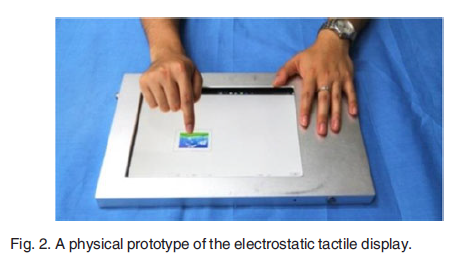 Fig. 2. A physical prototype of the electrostatic tactile display.